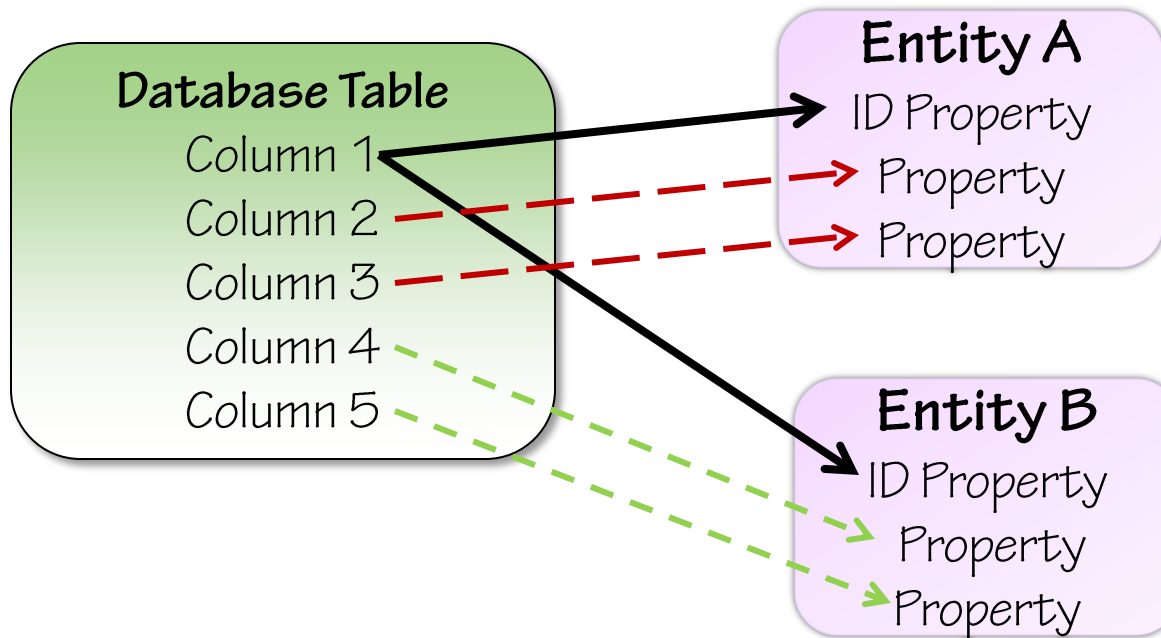 Database Table
Column 1
Column 2
Column 3
Column 4
Column 5
Entity A
ID Property
Property
Property
Entity B
ID Property
Property
Property